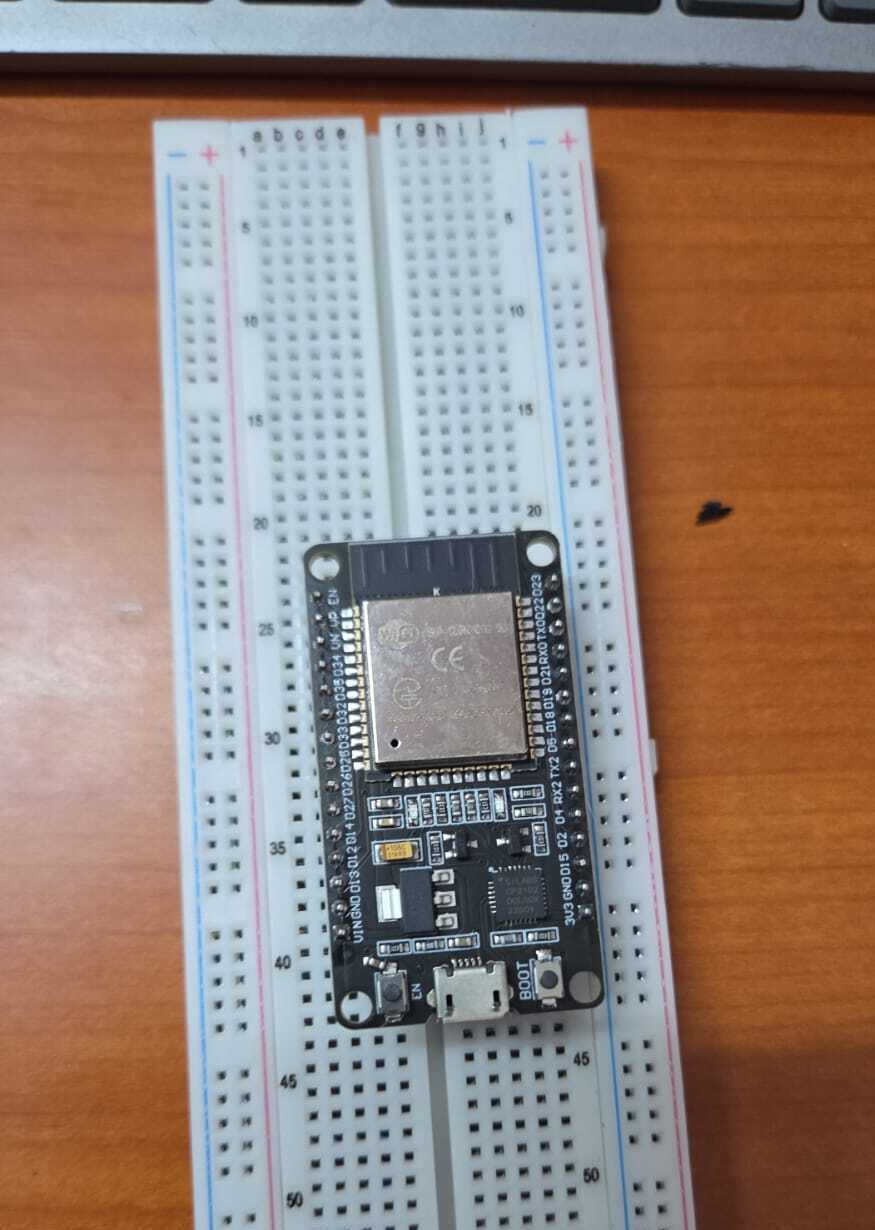 a b c d e
f g h i j
− +
− +
1
1
5
5
10
10
15
15
20
20
25
30
35
40
45
45
50
50
EN
VP
VN
D34
D35
D32
D33
D25
D26
D27
D14
D12
D13
GND
VIN
D23
D22
TX0
RX0
D21
D19
D18
D5
TX2
RX2
D4
D2
D15
GND
3V3
WiFi
CE
EN
BOOT